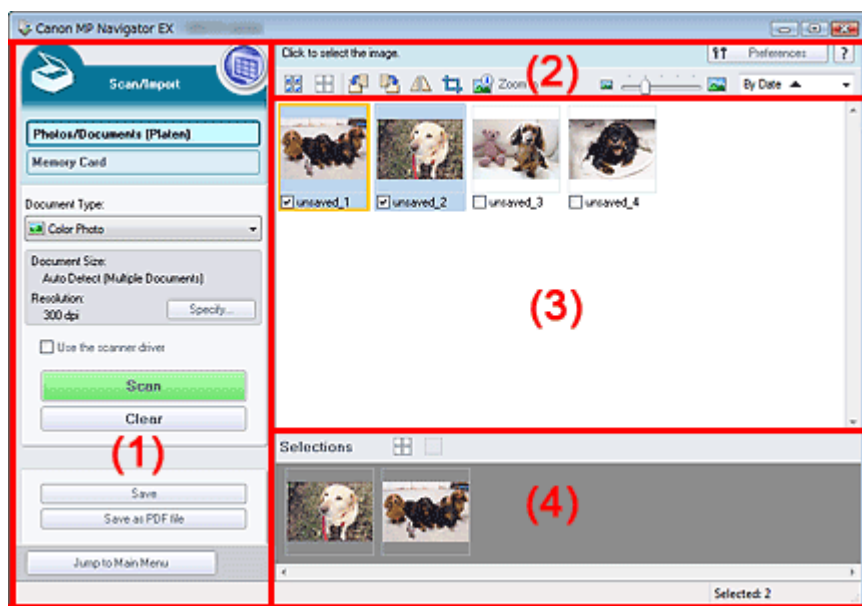 Canon MP Navigator EX
Scan/Import
Photos/Documents (Platen)
Memory Card
Document Type:
Color Photo
Document Size:
Auto Detect (Multiple Documents)
Resolution:
300 dpi
Specify...
Use the scanner driver
Scan
Clear
(1)
Save
Save as PDF file
Jump to Main Menu
Click to select the image.
Preferences
?
(2)
Zoom
By Date
unsaved_1
unsaved_2
unsaved_3
unsaved_4
(3)
Selections
(4)
Selected: 2